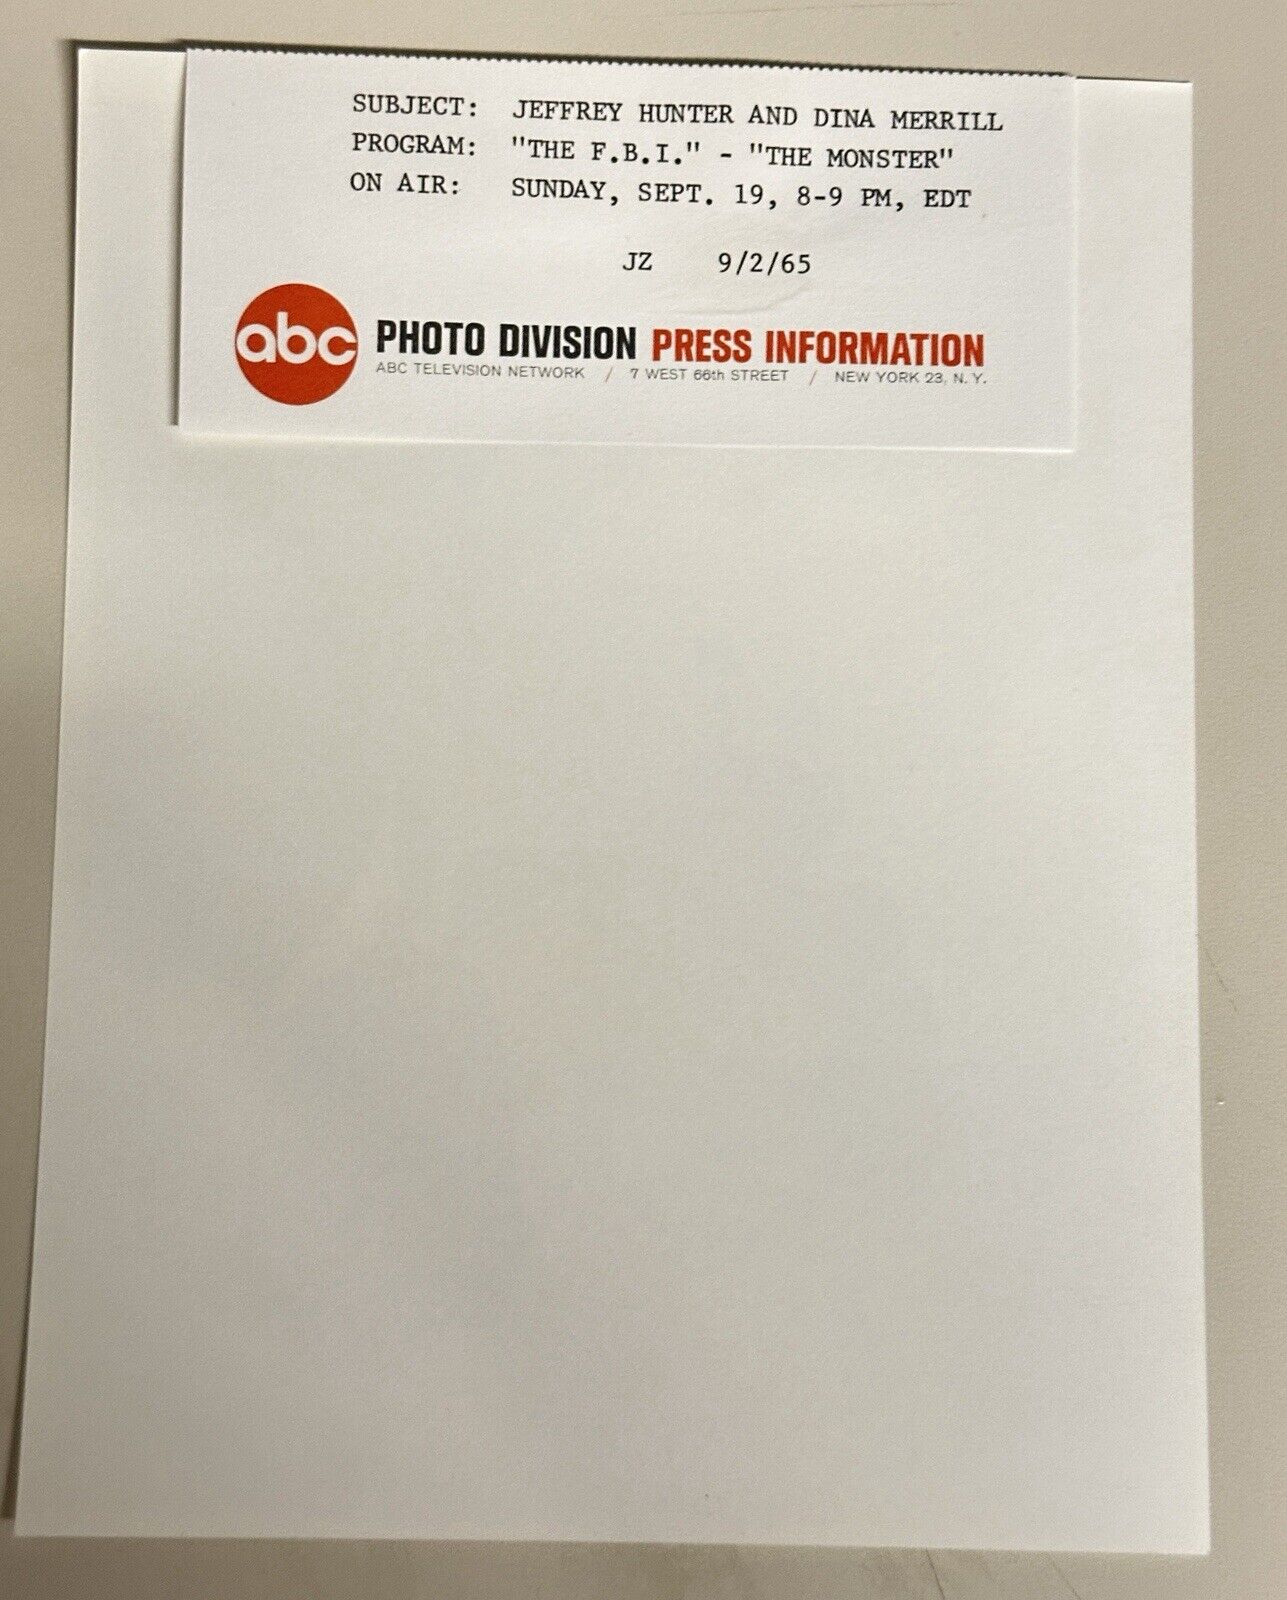 SUBJECT: JEFFREY HUNTER AND DINA MERRILL
PROGRAM: "THE F.B.I." - "THE MONSTER"
ON AIR: SUNDAY, SEPT. 19, 8-9 PM, EDT
JZ 9/2/65
abc PHOTO DIVISION PRESS INFORMATION
ABC TELEVISION NETWORK / 7 WEST 66th STREET / NEW YORK 23, N.Y.